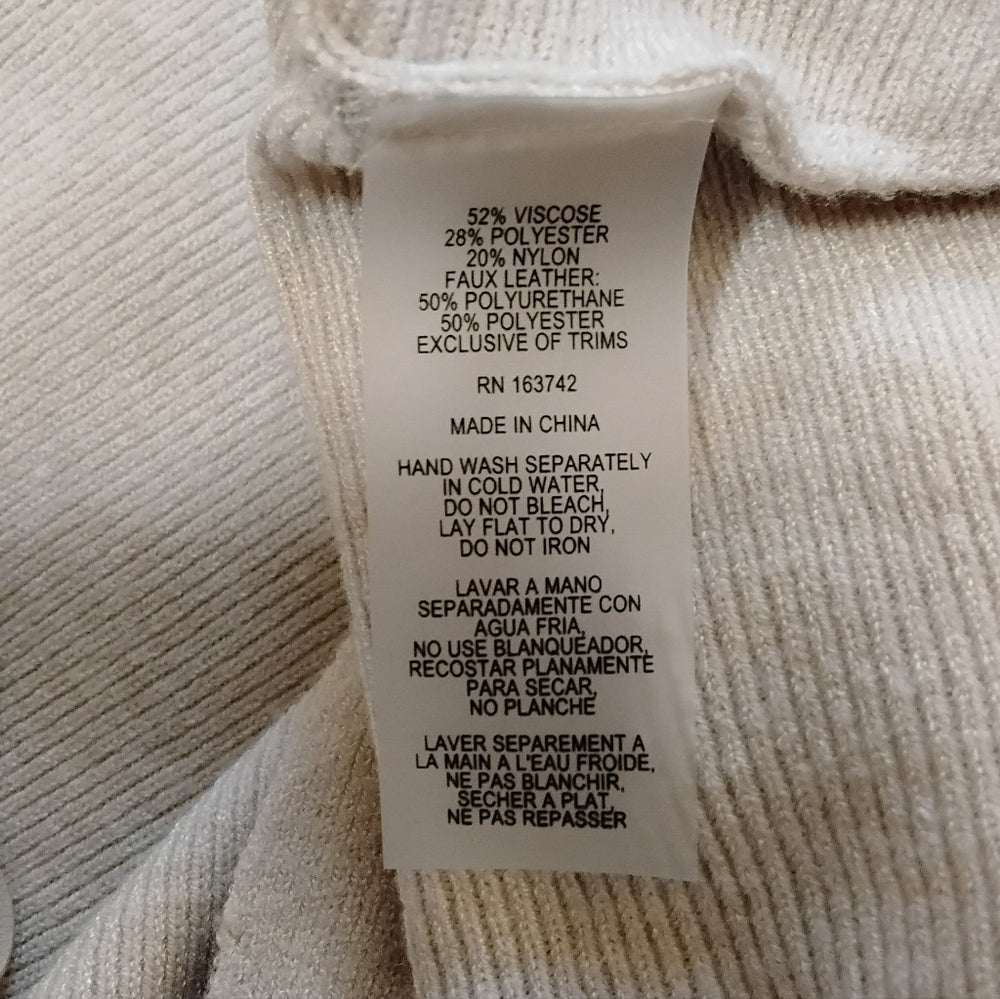 52% VISCOSE
28% POLYESTER
20% NYLON
FAUX LEATHER:
50% POLYURETHANE
50% POLYESTER
EXCLUSIVE OF TRIMS
RN 163742
MADE IN CHINA
HAND WASH SEPARATELY
IN COLD WATER,
DO NOT BLEACH,
LAY FLAT TO DRY,
DO NOT IRON
LAVAR A MANO
SEPARADAMENTE CON
AGUA FRIA,
NO USE BLANQUEADOR,
RECOSTAR PLANAMENTE
PARA SECAR,
NO PLANCHE
LAVER SEPAREMENT A
LA MAIN A L'EAU FROIDE,
NE PAS BLANCHIR,
SECHER A PLAT,
NE PAS REPASSER